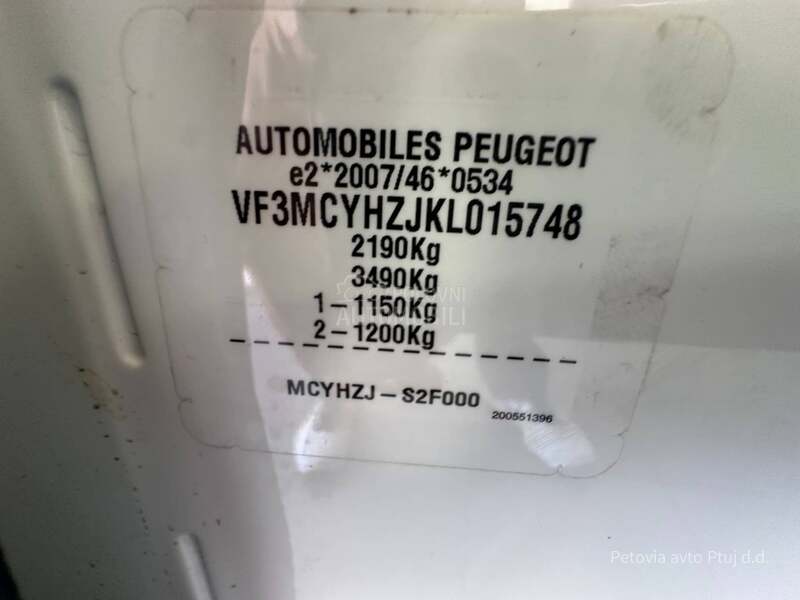 AUTOMOBILES PEUGEOT
e2*2007/46*0534
VF3MCYHZJKL015748
2190Kg
3490Kg
1-1150Kg
2-1200Kg
MCYHZJ-S2F000
200551396
Petovia avto Ptuj d.d.